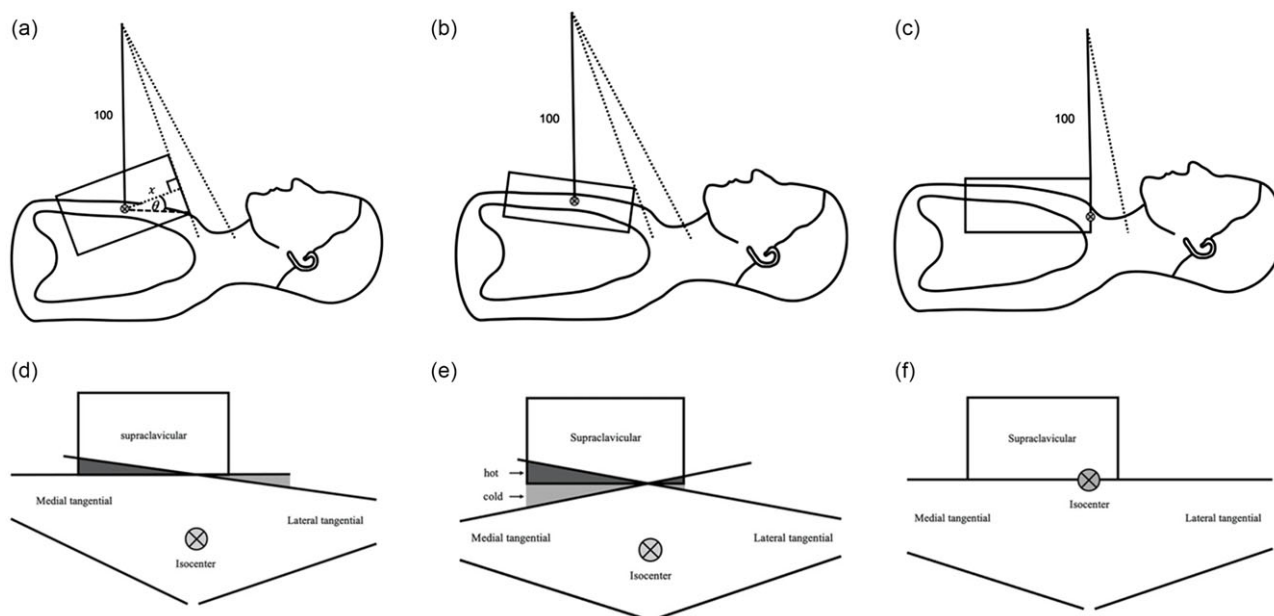 (a)
100
x
θ
(b)
100
(c)
100
(d)
supraclavicular
Medial tangential
Lateral tangential
Isocenter
(e)
Supraclavicular
hot
cold
Medial tangential
Lateral tangential
Isocenter
(f)
Supraclavicular
Isocenter
Medial tangential
Lateral tangential